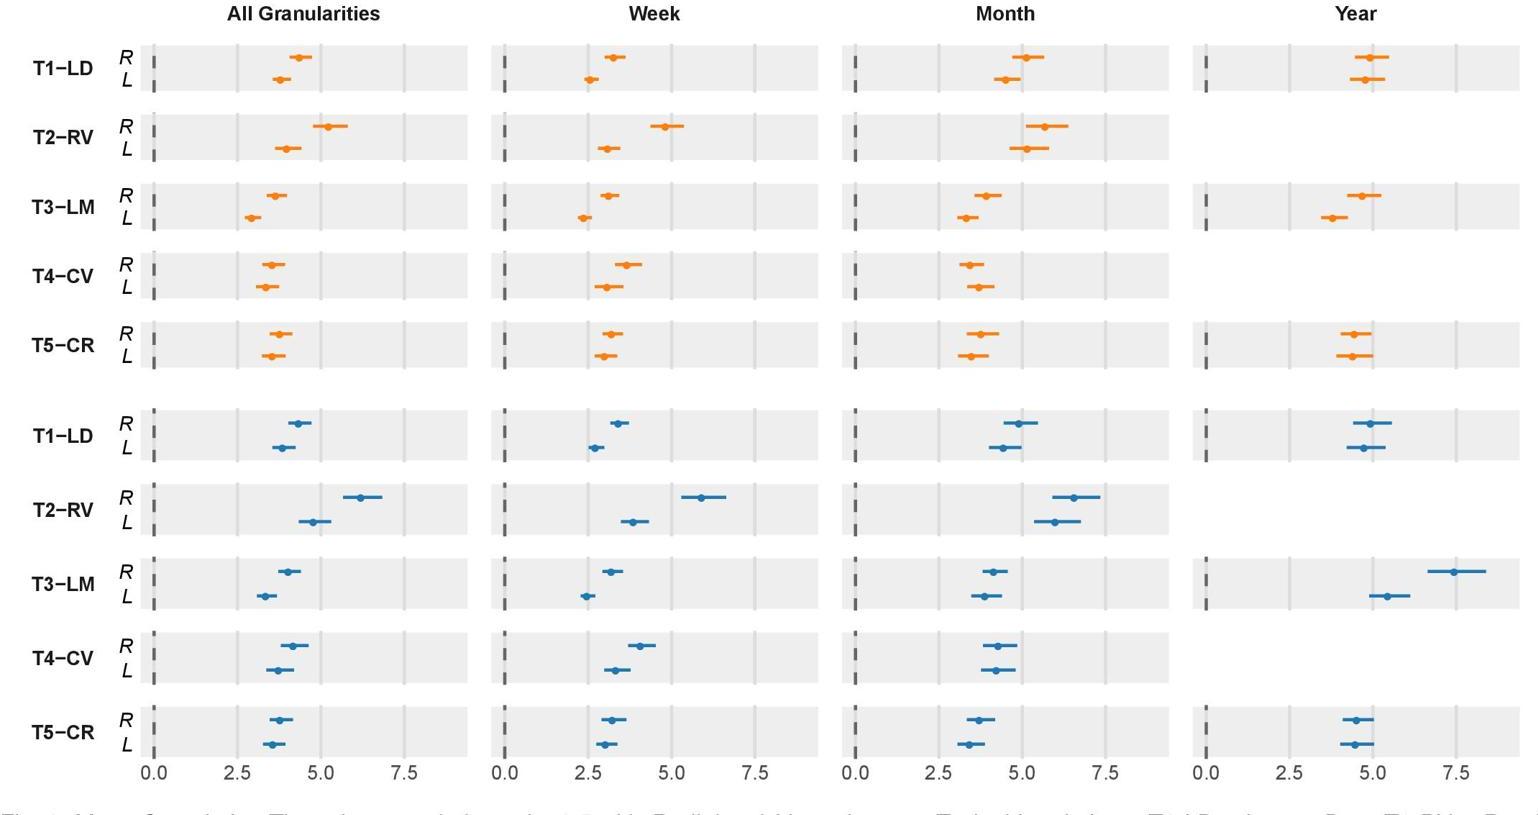 All Granularities Week Month Year
T1−LD R L
T2−RV R L
T3−LM R L
T4−CV R L
T5−CR R L
T1−LD R L
T2−RV R L
T3−LM R L
T4−CV R L
T5−CR R L
0.0 2.5 5.0 7.5 0.0 2.5 5.0 7.5 0.0 2.5 5.0 7.5 0.0 2.5 5.0 7.5